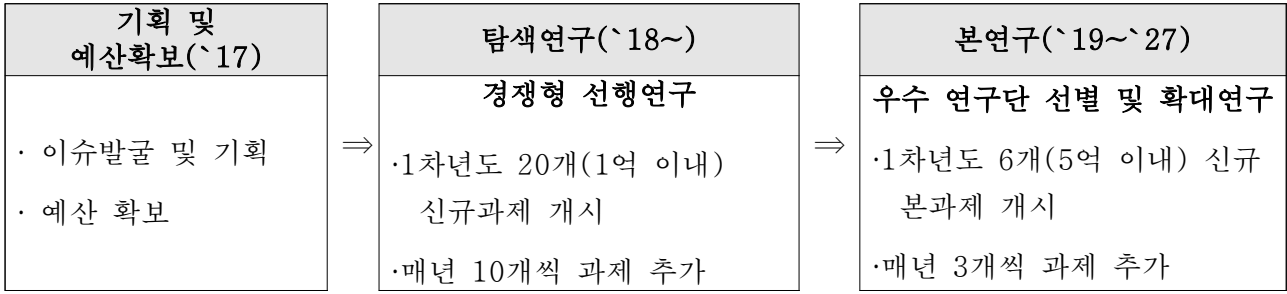 기획 및
예산확보(`17)
· 이슈발굴 및 기획
· 예산 확보
⇒
탐색연구(`18~)
경쟁형 선행연구
·1차년도 20개(1억 이내)
신규과제 개시
·매년 10개씩 과제 추가
⇒
본연구(`19~`27)
우수 연구단 선별 및 확대연구
·1차년도 6개(5억 이내) 신규
본과제 개시
·매년 3개씩 과제 추가